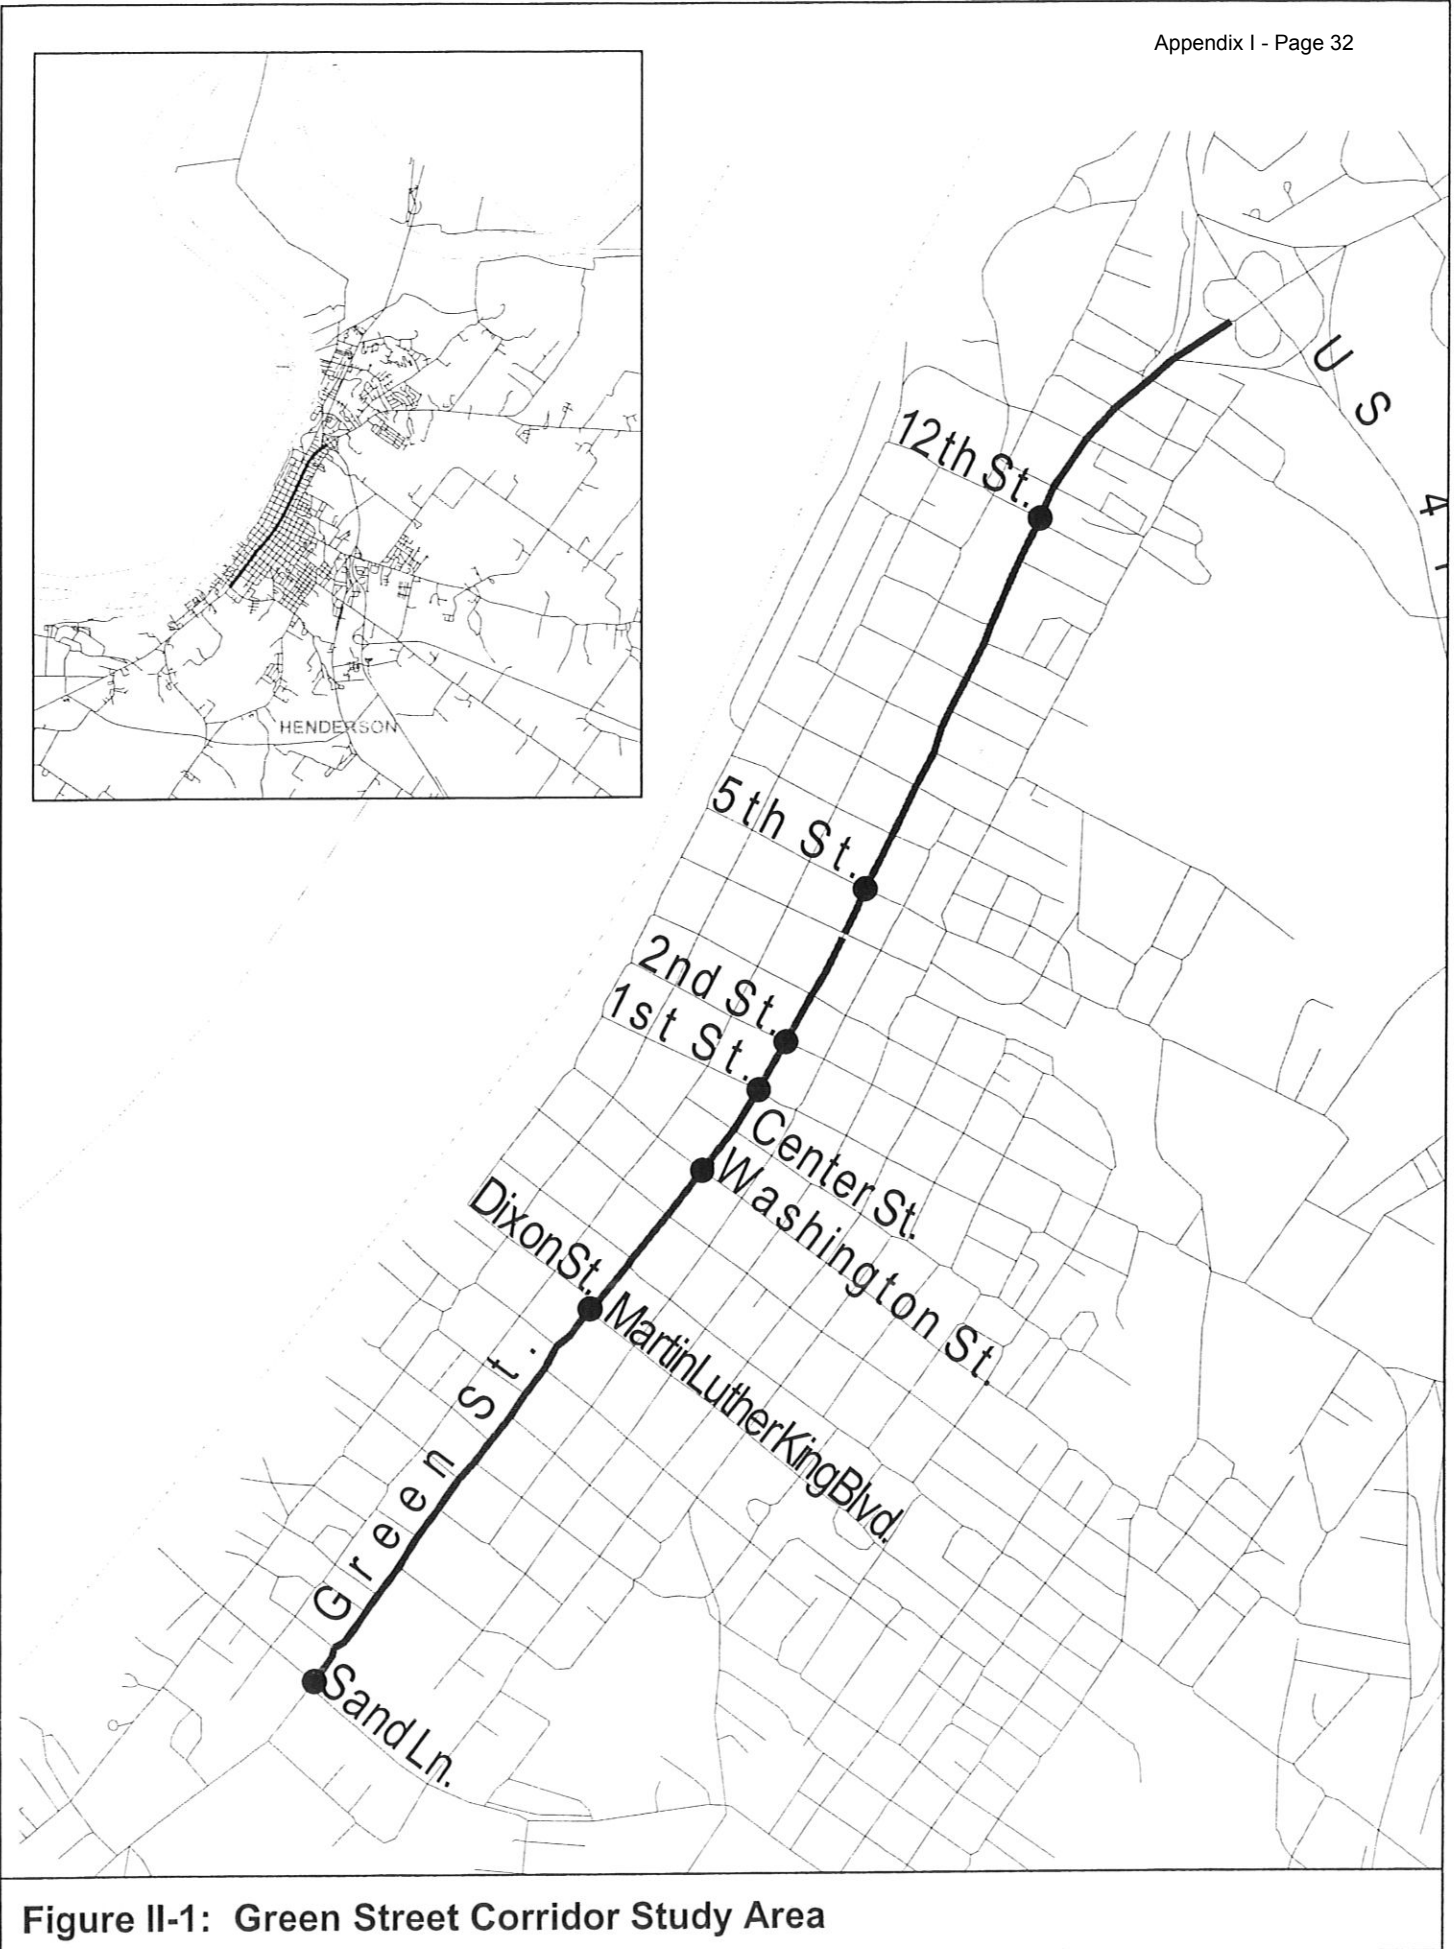 Appendix I - Page 32
HENDERSON
US 41
12th St.
5th St.
2nd St.
1st St.
Center St.
Washington St.
Dixon St.
Martin Luther King Blvd.
Green St.
Sand Ln.
Figure II-1: Green Street Corridor Study Area